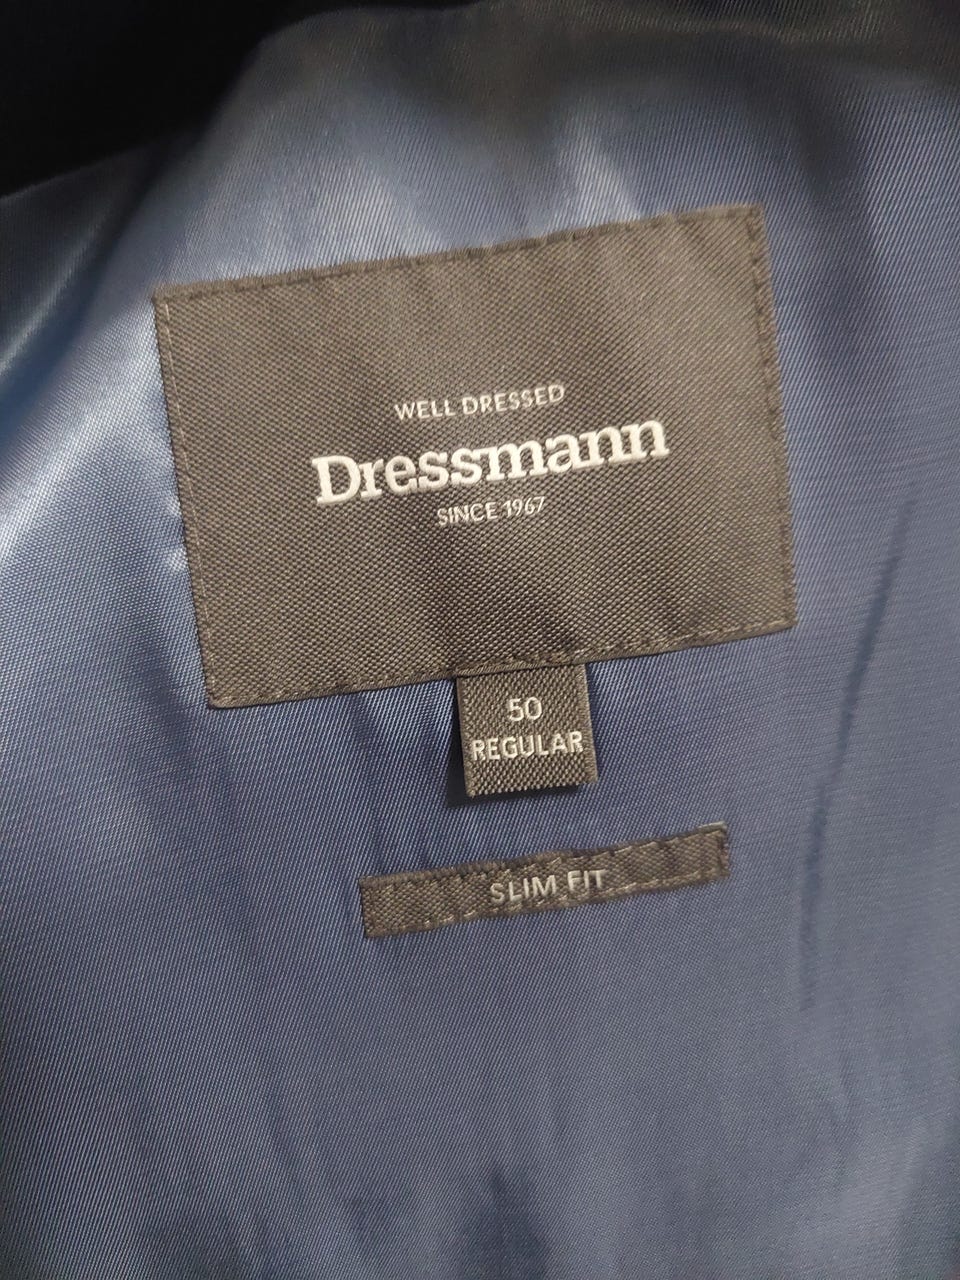 WELL DRESSED
Dressmann
SINCE 1967
50
REGULAR
SLIM FIT